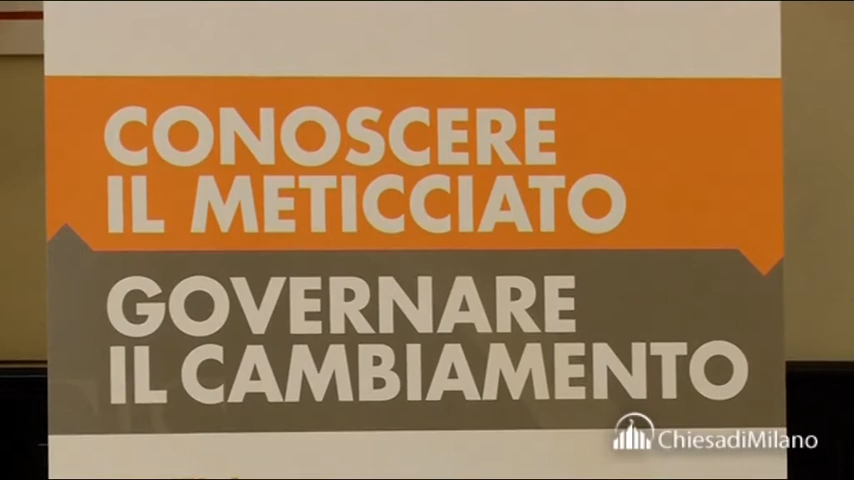 CONOSCERE
IL METICCIATO
GOVERNARE
IL CAMBIAMENTO
ChiesadiMilano